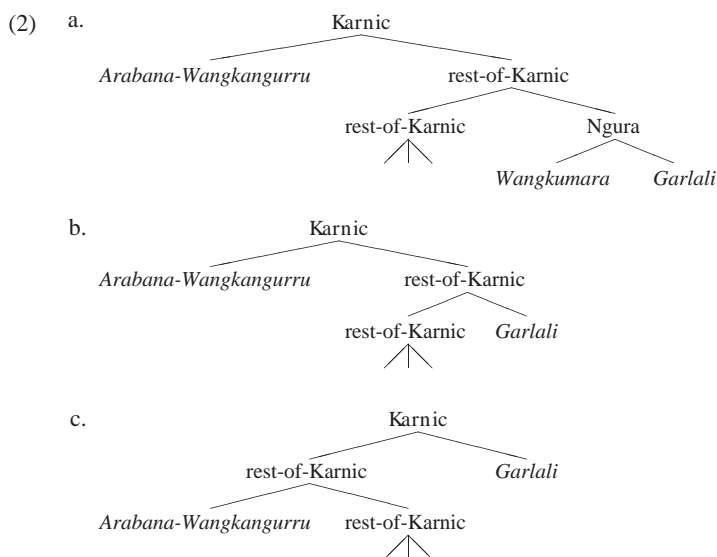 (2) a. Karnic
Arabana-Wangkangurru rest-of-Karnic
rest-of-Karnic Ngura
Wangkumara Garlali
b. Karnic
Arabana-Wangkangurru rest-of-Karnic
rest-of-Karnic Garlali
c. Karnic
rest-of-Karnic Garlali
Arabana-Wangkangurru rest-of-Karnic